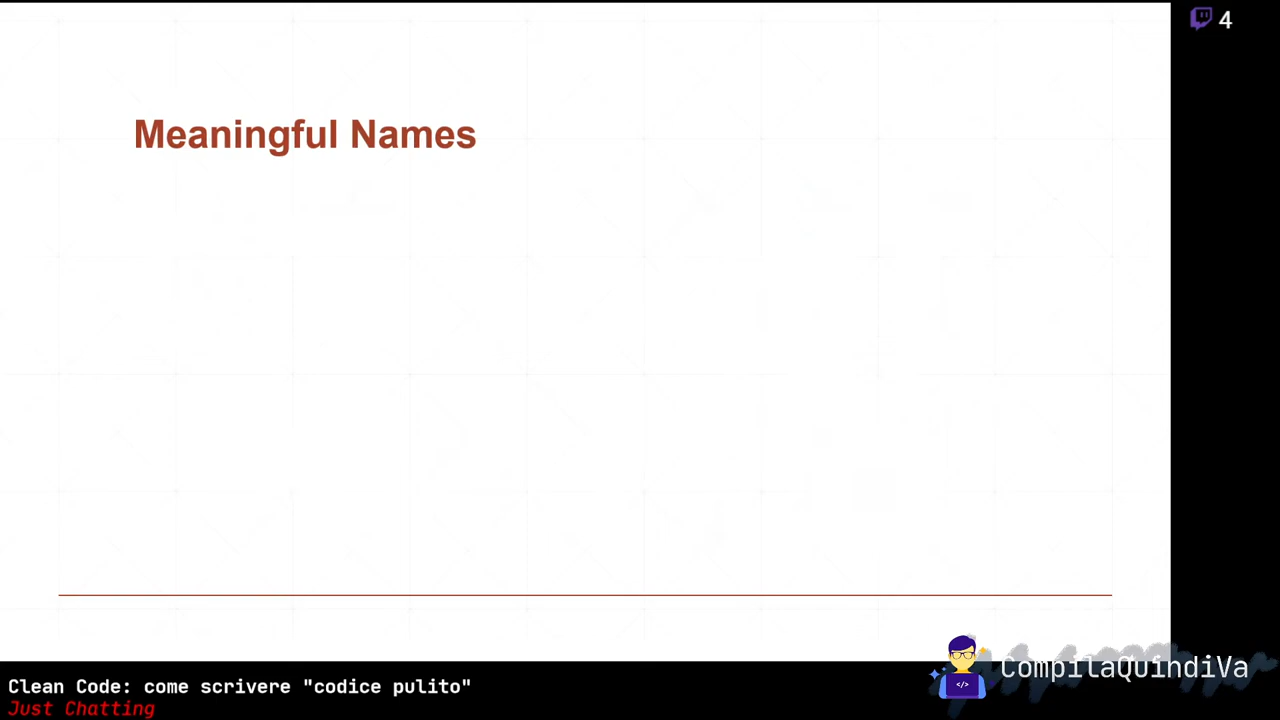 4
Meaningful Names
</>
CompilaQuindiVa
Clean Code: come scrivere "codice pulito"
Just Chatting